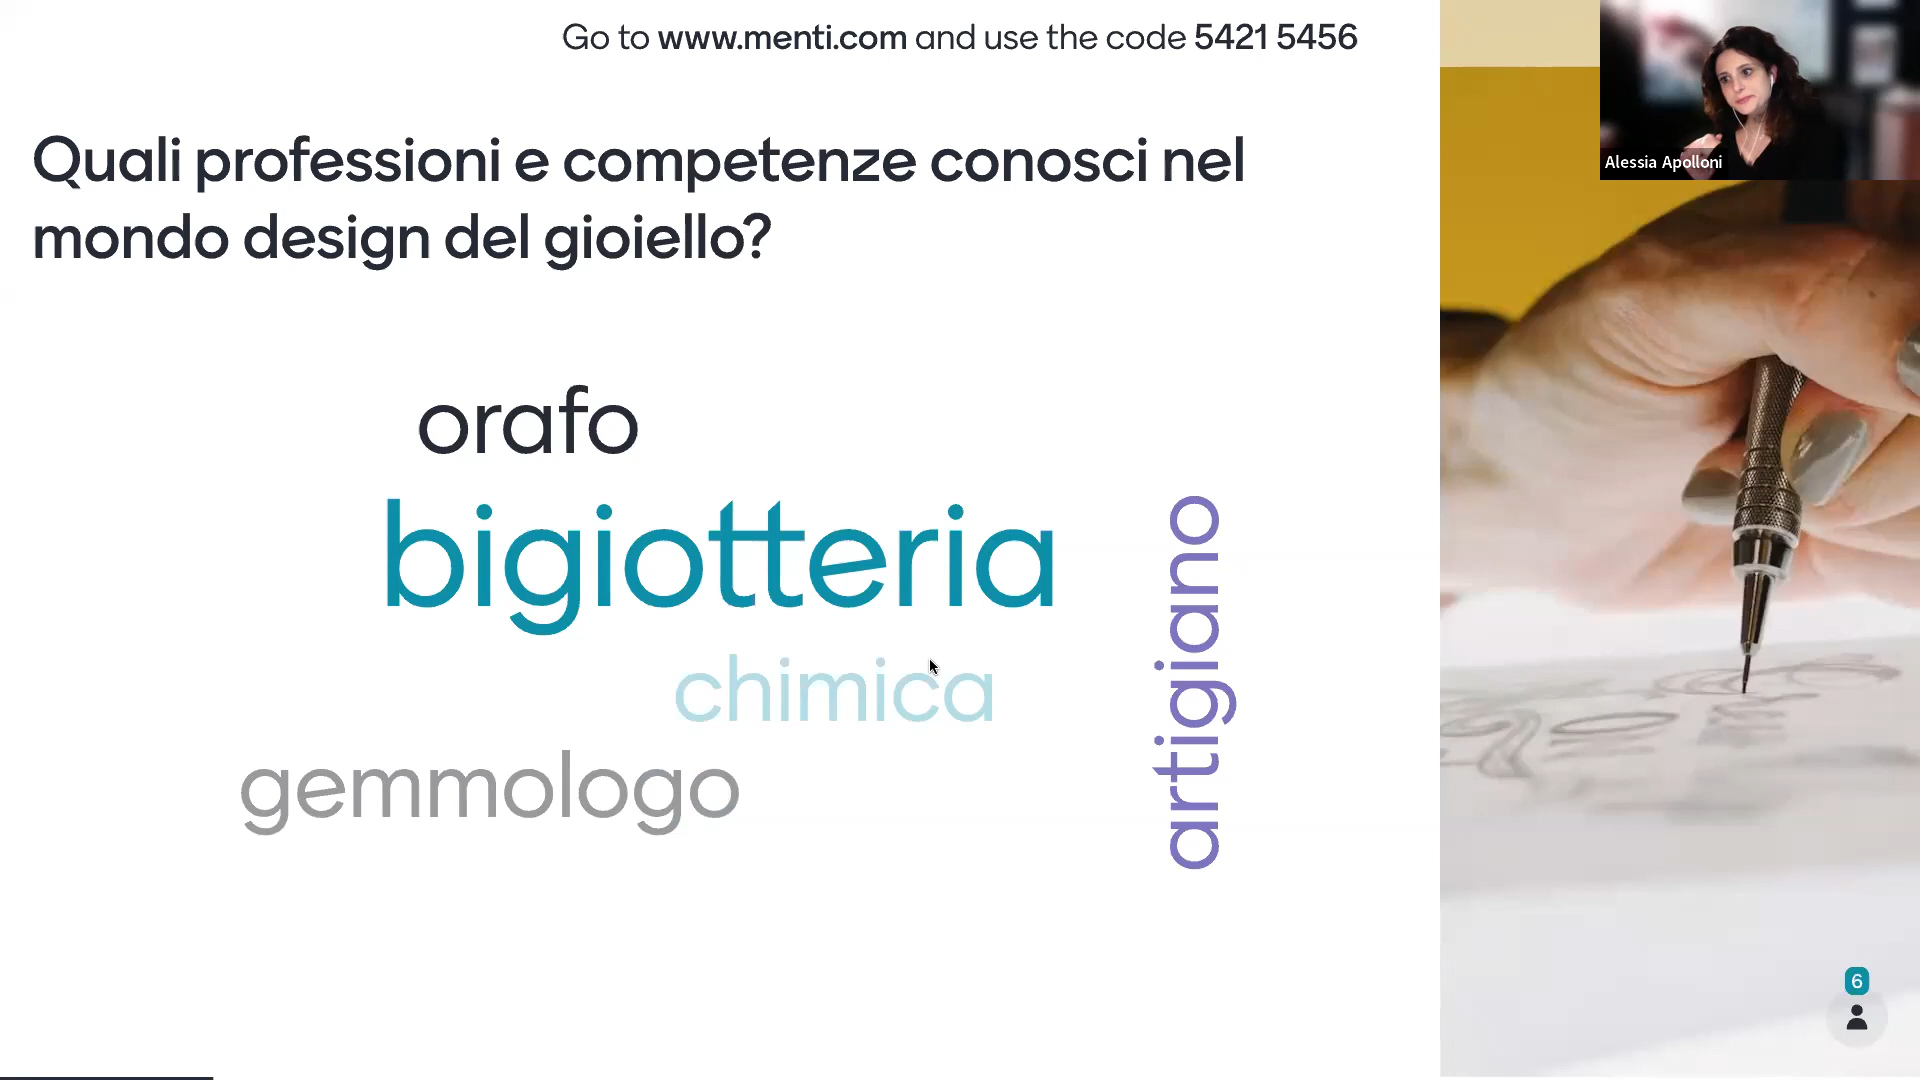 Go to www.menti.com and use the code 5421 5456
Alessia Apolloni
Quali professioni e competenze conosci nel
mondo design del gioiello?
orafo
bigiotteria
artigiano
chimica
gemmologo
6